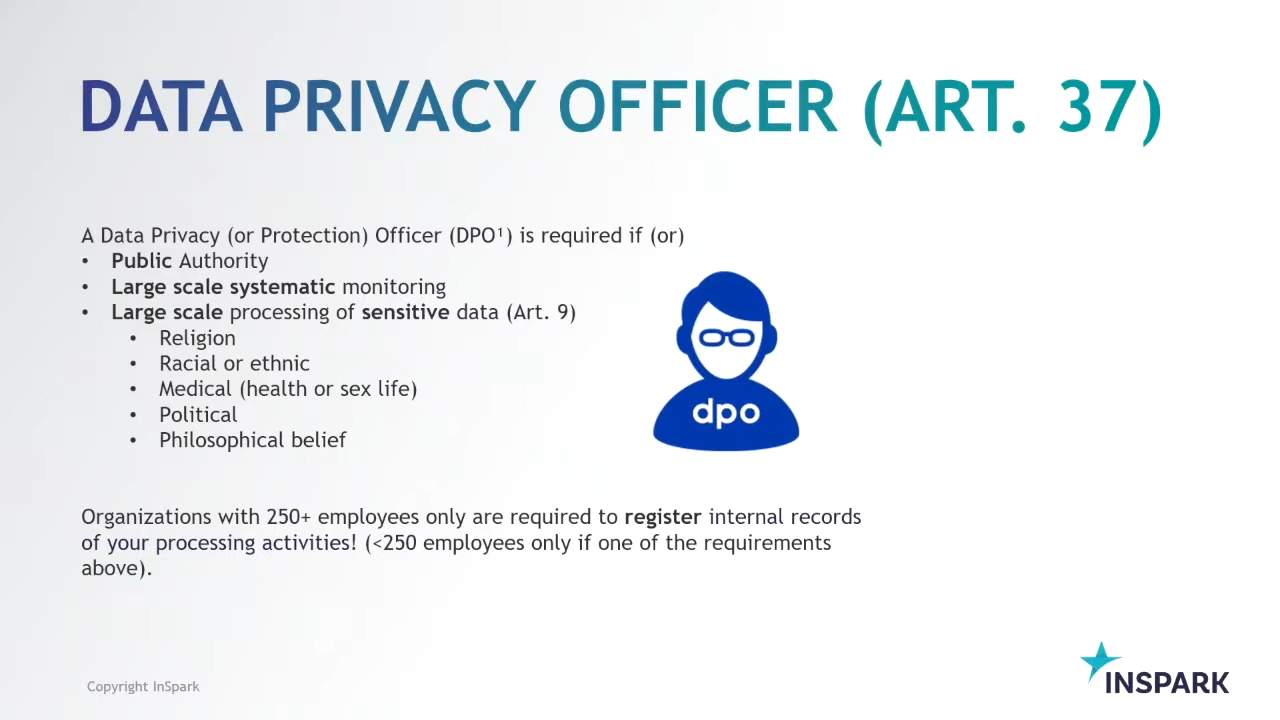 DATA PRIVACY OFFICER (ART. 37)
A Data Privacy (or Protection) Officer (DPO¹) is required if (or)
• Public Authority
• Large scale systematic monitoring
• Large scale processing of sensitive data (Art. 9)
• Religion
• Racial or ethnic
• Medical (health or sex life)
• Political
• Philosophical belief
dpo
Organizations with 250+ employees only are required to register internal records
of your processing activities! (<250 employees only if one of the requirements
above).
Copyright InSpark
INSPARK